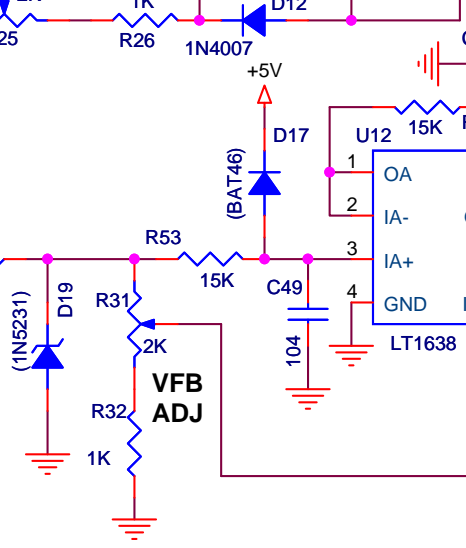 1K
D12
25
R26
1N4007
+5V
D17
U12
15K
(BAT46)
1
OA
2
IA-
R53
3
IA+
15K
C49
4
GND
(1N5231)
D19
R31
2K
104
LT1638
VFB
ADJ
R32
1K